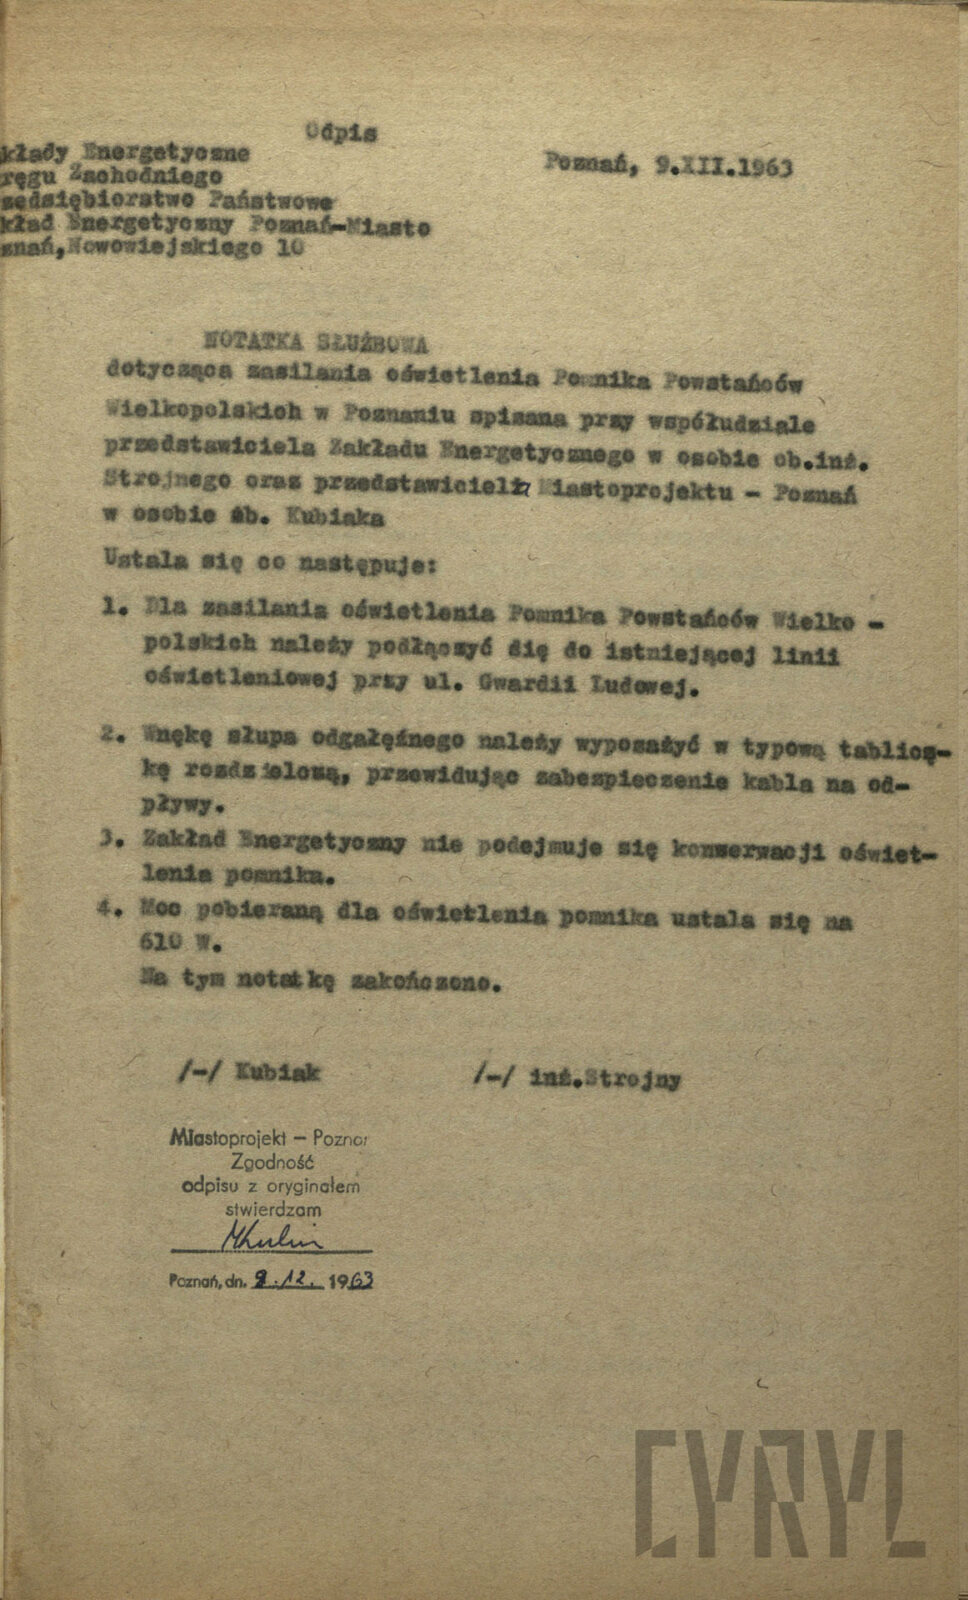 Odpis
kłady Energetyczne
ręgu Zachodniego
zedsiębiorstwo Państwowe
kład Energetyczny Poznań-Miasto
znań,Nowowiejskiego 10
Poznań, 9.XII.1963
NOTATKA SŁUŻBOWA
dotycząca zasilania oświetlenia Pomnika Powstańców
Wielkopolskich w Poznaniu spisana przy współudziale
przedstawiciela Zakładu Energetycznego w osobie ob.inż.
Strojnego oraz przedstawiciela Miastoprojektu - Poznań
w osobie ob. Kubiaka
Ustala się co następuje:
1. Dla zasilania oświetlenia Pomnika Powstańców Wielko -
polskich należy podłączyć dię do istniejącej linii
oświetleniowej przy ul. Gwardii Ludowej.
2. Wnękę słupa odgałęźnego należy wyposażyć w typową tablicz-
kę rozdzielczą, przewidując zabezpieczenie kabla na od-
pływy.
3. Zakład Energetyczny nie podejmuje się konserwacji oświet-
lenia pomnika.
4. Moc pobieraną dla oświetlenia pomnika ustala się na
610 W.
Na tym notatkę zakończono.
/-/ Kubiak
/-/ inż.Strojny
Miastoprojekt - Poznań
Zgodność
odpisu z oryginałem
stwierdzam
Poznań, dn. 9.12. 1963
CYRYL